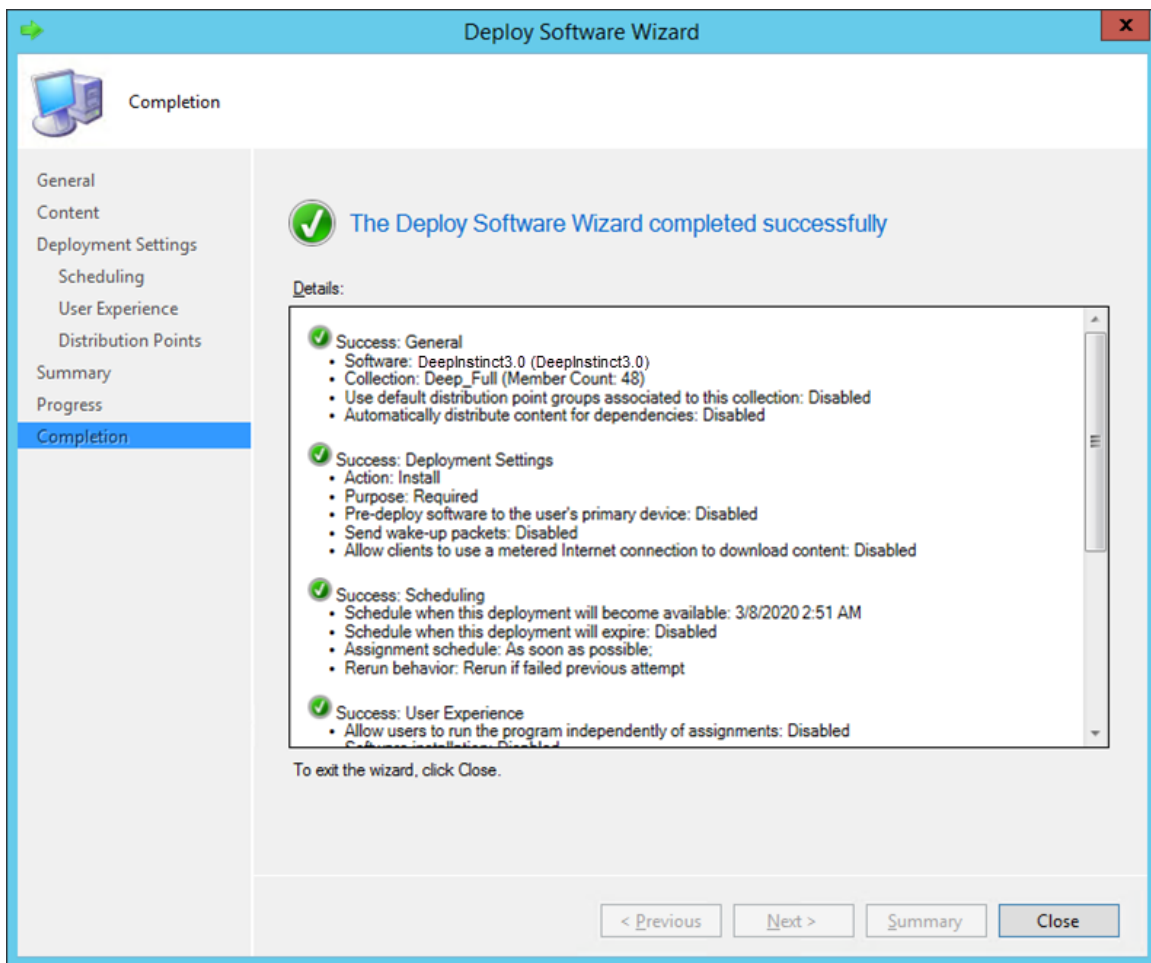 Deploy Software Wizard
x
Completion
General
Content
Deployment Settings
Scheduling
User Experience
Distribution Points
Summary
Progress
Completion
The Deploy Software Wizard completed successfully
Details:
Success: General
• Software: DeepInstinct3.0 (DeepInstinct3.0)
• Collection: Deep_Full (Member Count: 48)
• Use default distribution point groups associated to this collection: Disabled
• Automatically distribute content for dependencies: Disabled
Success: Deployment Settings
• Action: Install
• Purpose: Required
• Pre-deploy software to the user's primary device: Disabled
• Send wake-up packets: Disabled
• Allow clients to use a metered Internet connection to download content: Disabled
Success: Scheduling
• Schedule when this deployment will become available: 3/8/2020 2:51 AM
• Schedule when this deployment will expire: Disabled
• Assignment schedule: As soon as possible;
• Rerun behavior: Rerun if failed previous attempt
Success: User Experience
• Allow users to run the program independently of assignments: Disabled
• Software installation: Disabled
To exit the wizard, click Close.
< Previous
Next >
Summary
Close